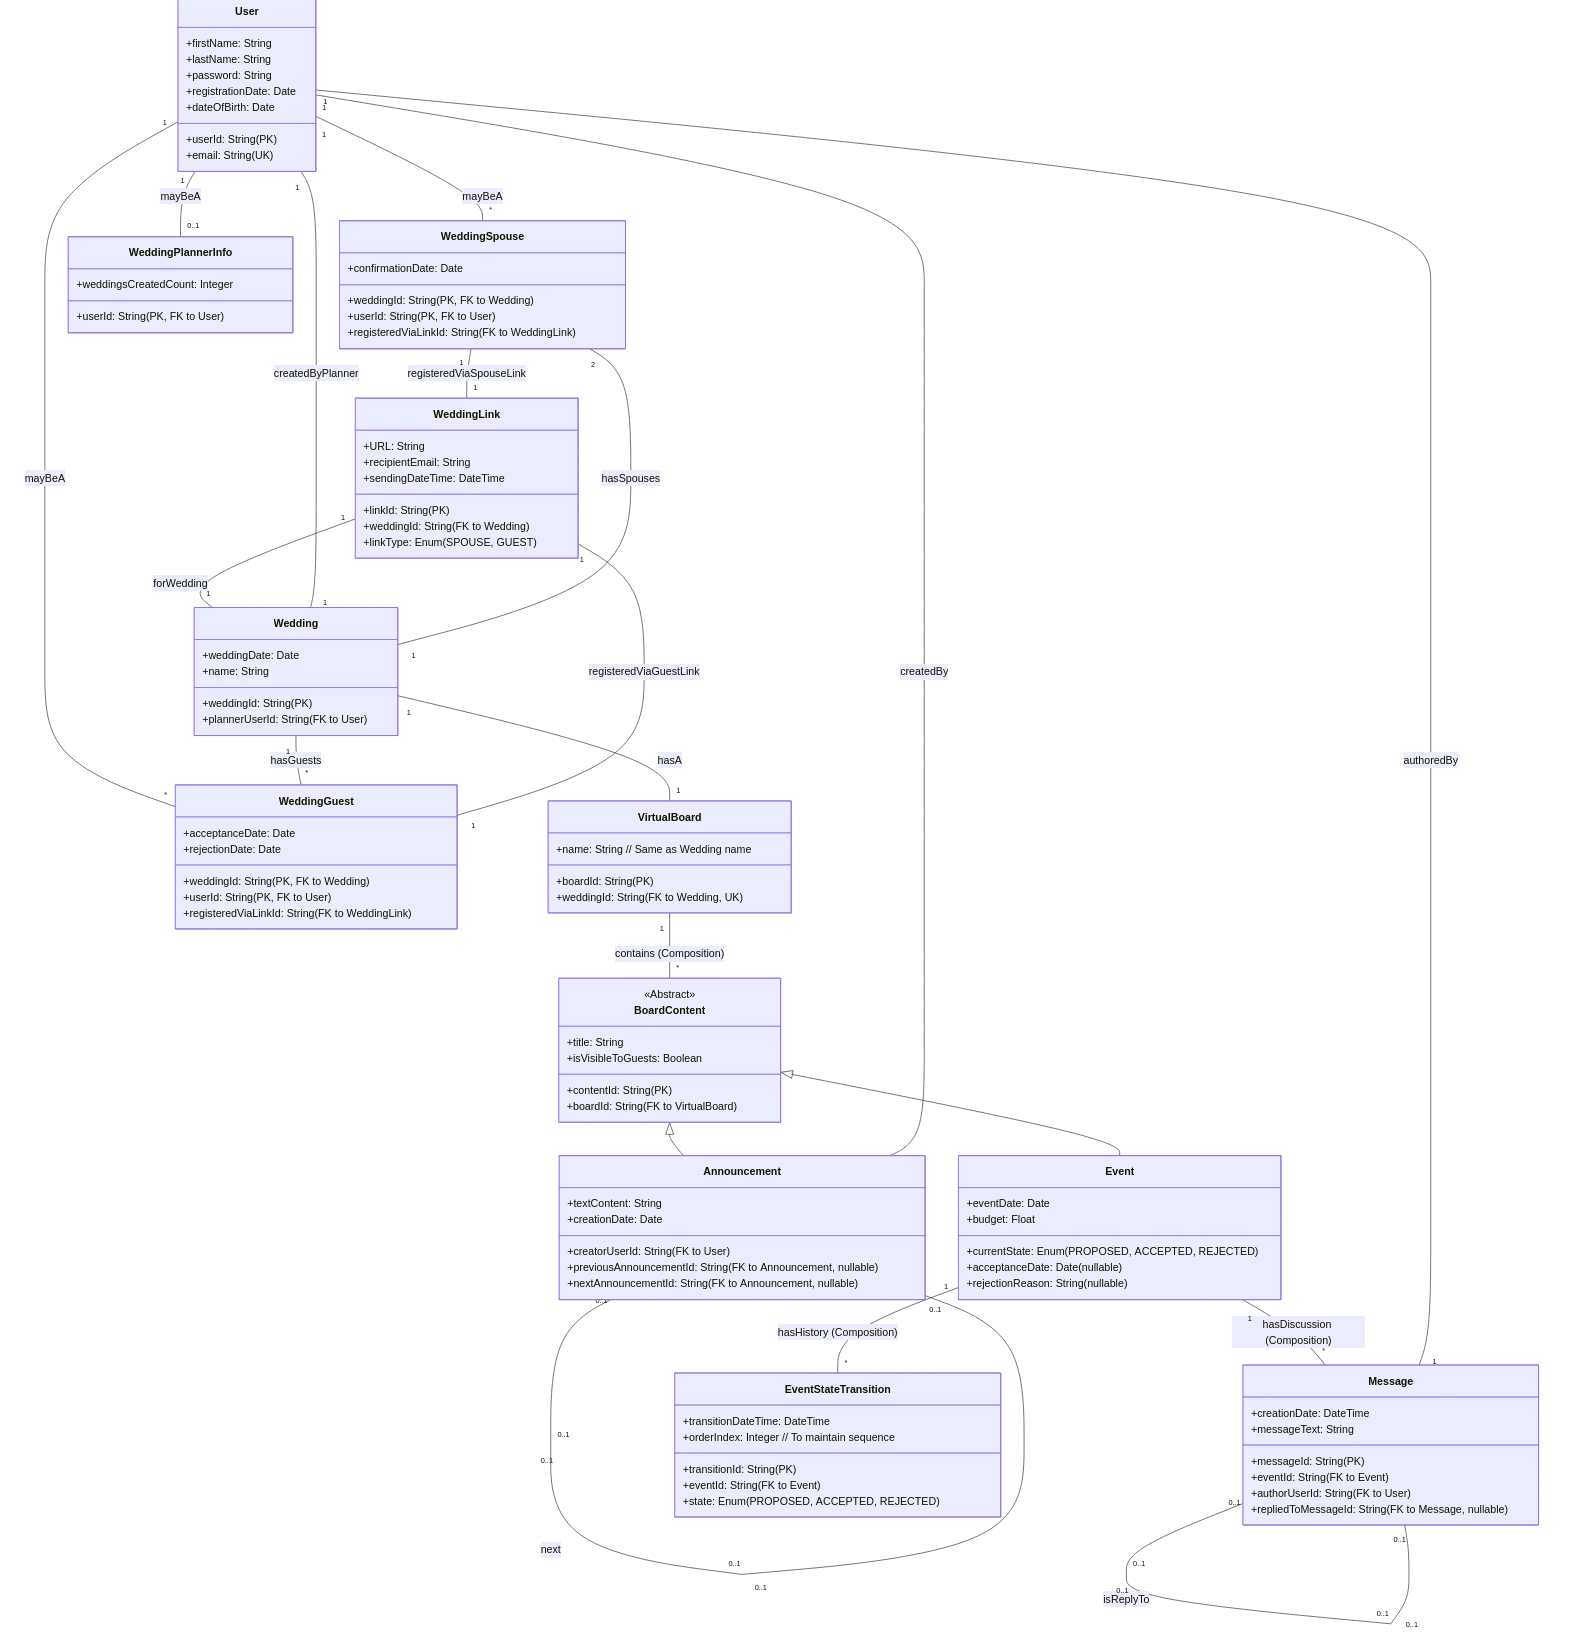 User
+firstName: String
+lastName: String
+password: String
+registrationDate: Date
+dateOfBirth: Date
+userId: String(PK)
+email: String(UK)
1
1
1
1
1
1
mayBeA
mayBeA
*
0..1
WeddingPlannerInfo
+weddingsCreatedCount: Integer
+userId: String(PK, FK to User)
WeddingSpouse
+confirmationDate: Date
+weddingId: String(PK, FK to Wedding)
+userId: String(PK, FK to User)
+registeredViaLinkId: String(FK to WeddingLink)
createdByPlanner
1
registeredViaSpouseLink
1
2
WeddingLink
+URL: String
+recipientEmail: String
+sendingDateTime: DateTime
+linkId: String(PK)
+weddingId: String(FK to Wedding)
+linkType: Enum(SPOUSE, GUEST)
mayBeA
hasSpouses
1
1
forWedding
1
1
Wedding
+weddingDate: Date
+name: String
+weddingId: String(PK)
+plannerUserId: String(FK to User)
1
registeredViaGuestLink
createdBy
1
1
hasGuests
*
*
hasA
1
authoredBy
WeddingGuest
+acceptanceDate: Date
+rejectionDate: Date
+weddingId: String(PK, FK to Wedding)
+userId: String(PK, FK to User)
+registeredViaLinkId: String(FK to WeddingLink)
1
VirtualBoard
+name: String // Same as Wedding name
+boardId: String(PK)
+weddingId: String(FK to Wedding, UK)
1
contains (Composition)
*
«Abstract»
BoardContent
+title: String
+isVisibleToGuests: Boolean
+contentId: String(PK)
+boardId: String(FK to VirtualBoard)
Announcement
+textContent: String
+creationDate: Date
+creatorUserId: String(FK to User)
+previousAnnouncementId: String(FK to Announcement, nullable)
+nextAnnouncementId: String(FK to Announcement, nullable)
Event
+eventDate: Date
+budget: Float
+currentState: Enum(PROPOSED, ACCEPTED, REJECTED)
+acceptanceDate: Date(nullable)
+rejectionReason: String(nullable)
0..1
0..1
1
hasHistory (Composition)
*
1
hasDiscussion
(Composition)
*
1
EventStateTransition
+transitionDateTime: DateTime
+orderIndex: Integer // To maintain sequence
+transitionId: String(PK)
+eventId: String(FK to Event)
+state: Enum(PROPOSED, ACCEPTED, REJECTED)
Message
+creationDate: DateTime
+messageText: String
+messageId: String(PK)
+eventId: String(FK to Event)
+authorUserId: String(FK to User)
+repliedToMessageId: String(FK to Message, nullable)
0..1
0..1
next
0..1
0..1
0..1
0..1
0..1
0..1
isReplyTo
0..1
0..1